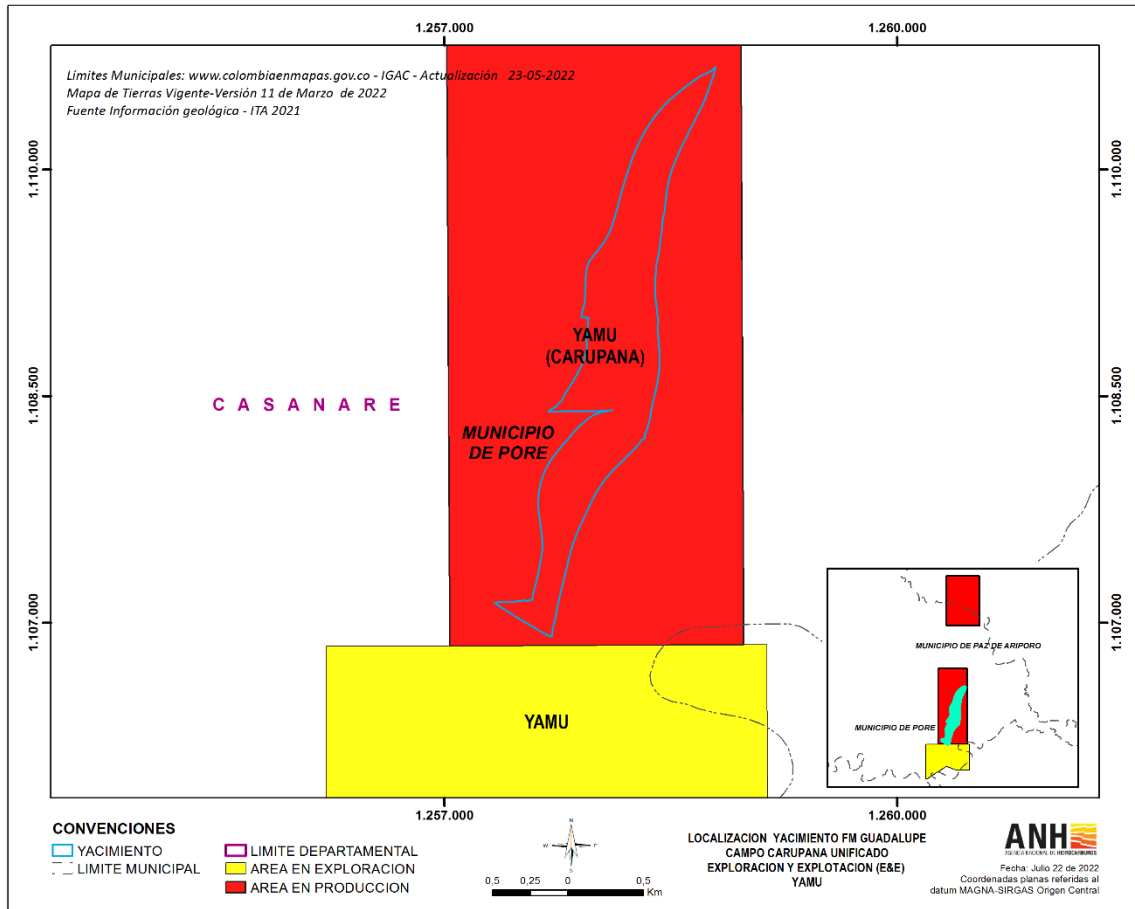 1.257.000
1.260.000
Límites Municipales: www.colombiaenmapas.gov.co - IGAC - Actualización 23-05-2022
Mapa de Tierras Vigente-Versión 11 de Marzo de 2022
Fuente Información geológica - ITA 2021
1.110.000
1.110.000
YAMU
(CARUPANA)
1.108.500
1.108.500
CASANARE
MUNICIPIO
DE PORE
1.107.000
1.107.000
MUNICIPIO DE PAZ DE ARIPORO
MUNICIPIO DE PORE
YAMU
1.257.000
1.260.000
CONVENCIONES
YACIMIENTO
LIMITE MUNICIPAL
LIMITE DEPARTAMENTAL
AREA EN EXPLORACION
AREA EN PRODUCCION
N
W
S
0,5 0 0,5
Km
LOCALIZACION YACIMIENTO FM GUADALUPE
CAMPO CARUPANA UNIFICADO
EXPLORACION Y EXPLOTACION (E&E)
YAMU
ANH
AGENCIA NACIONAL DE HIDROCARBUROS
Fecha: Julio 22 de 2022
Coordenadas planas referidas al
datum MAGNA-SIRGAS Origen Central